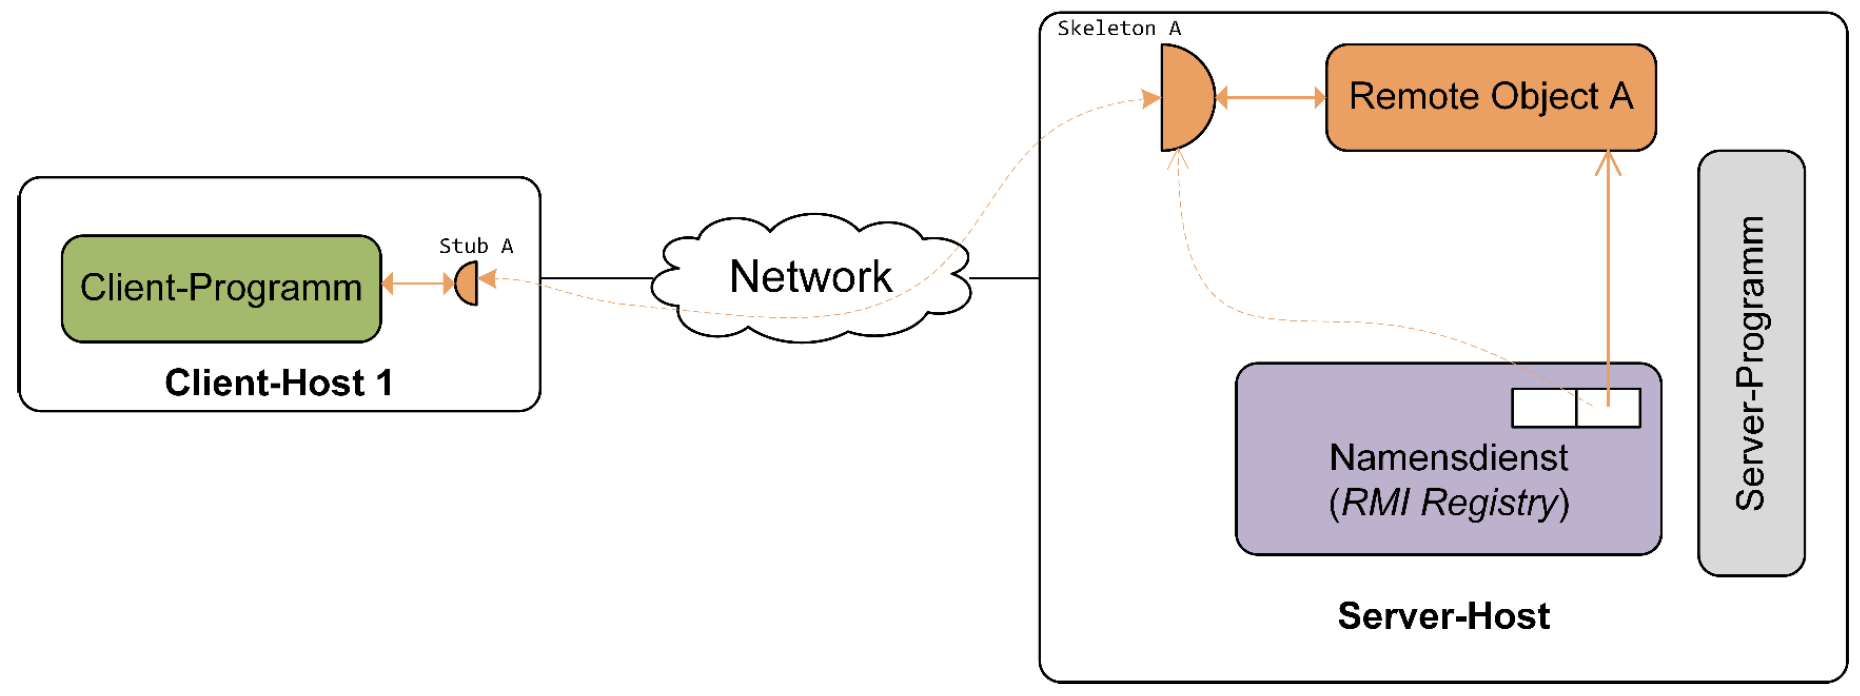 Skeleton A
Remote Object A
Stub A
Client-Programm
Client-Host 1
Network
Namensdienst
(RMI Registry)
Server-Programm
Server-Host